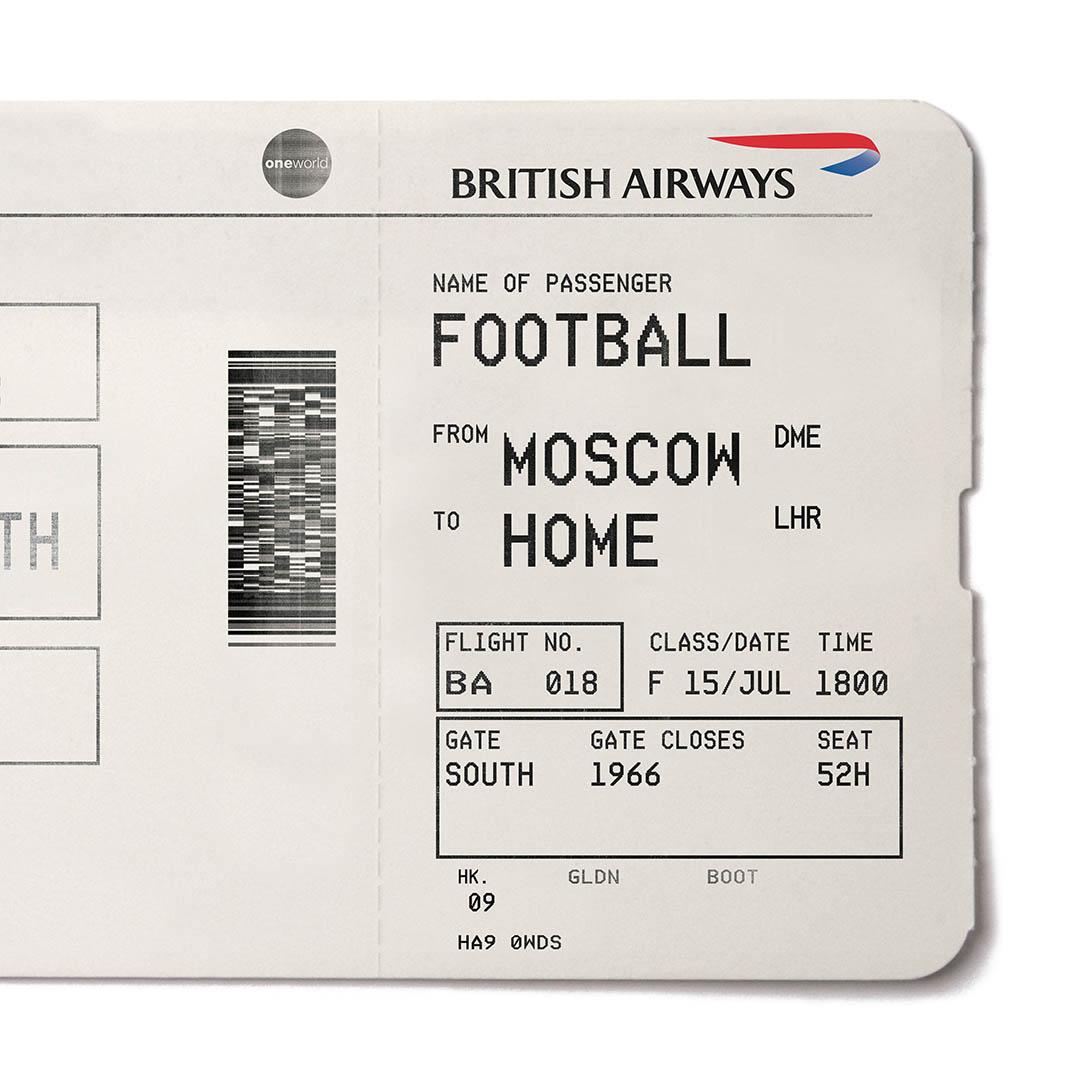 oneworld
BRITISH AIRWAYS
NAME OF PASSENGER
FOOTBALL
FROM MOSCOW DME
TO HOME LHR
TH
FLIGHT NO. CLASS/DATE TIME
BA 018 F 15/JUL 1800
GATE GATE CLOSES SEAT
SOUTH 1966 52H
HK. GLDN BOOT
09
HA9 0WDS